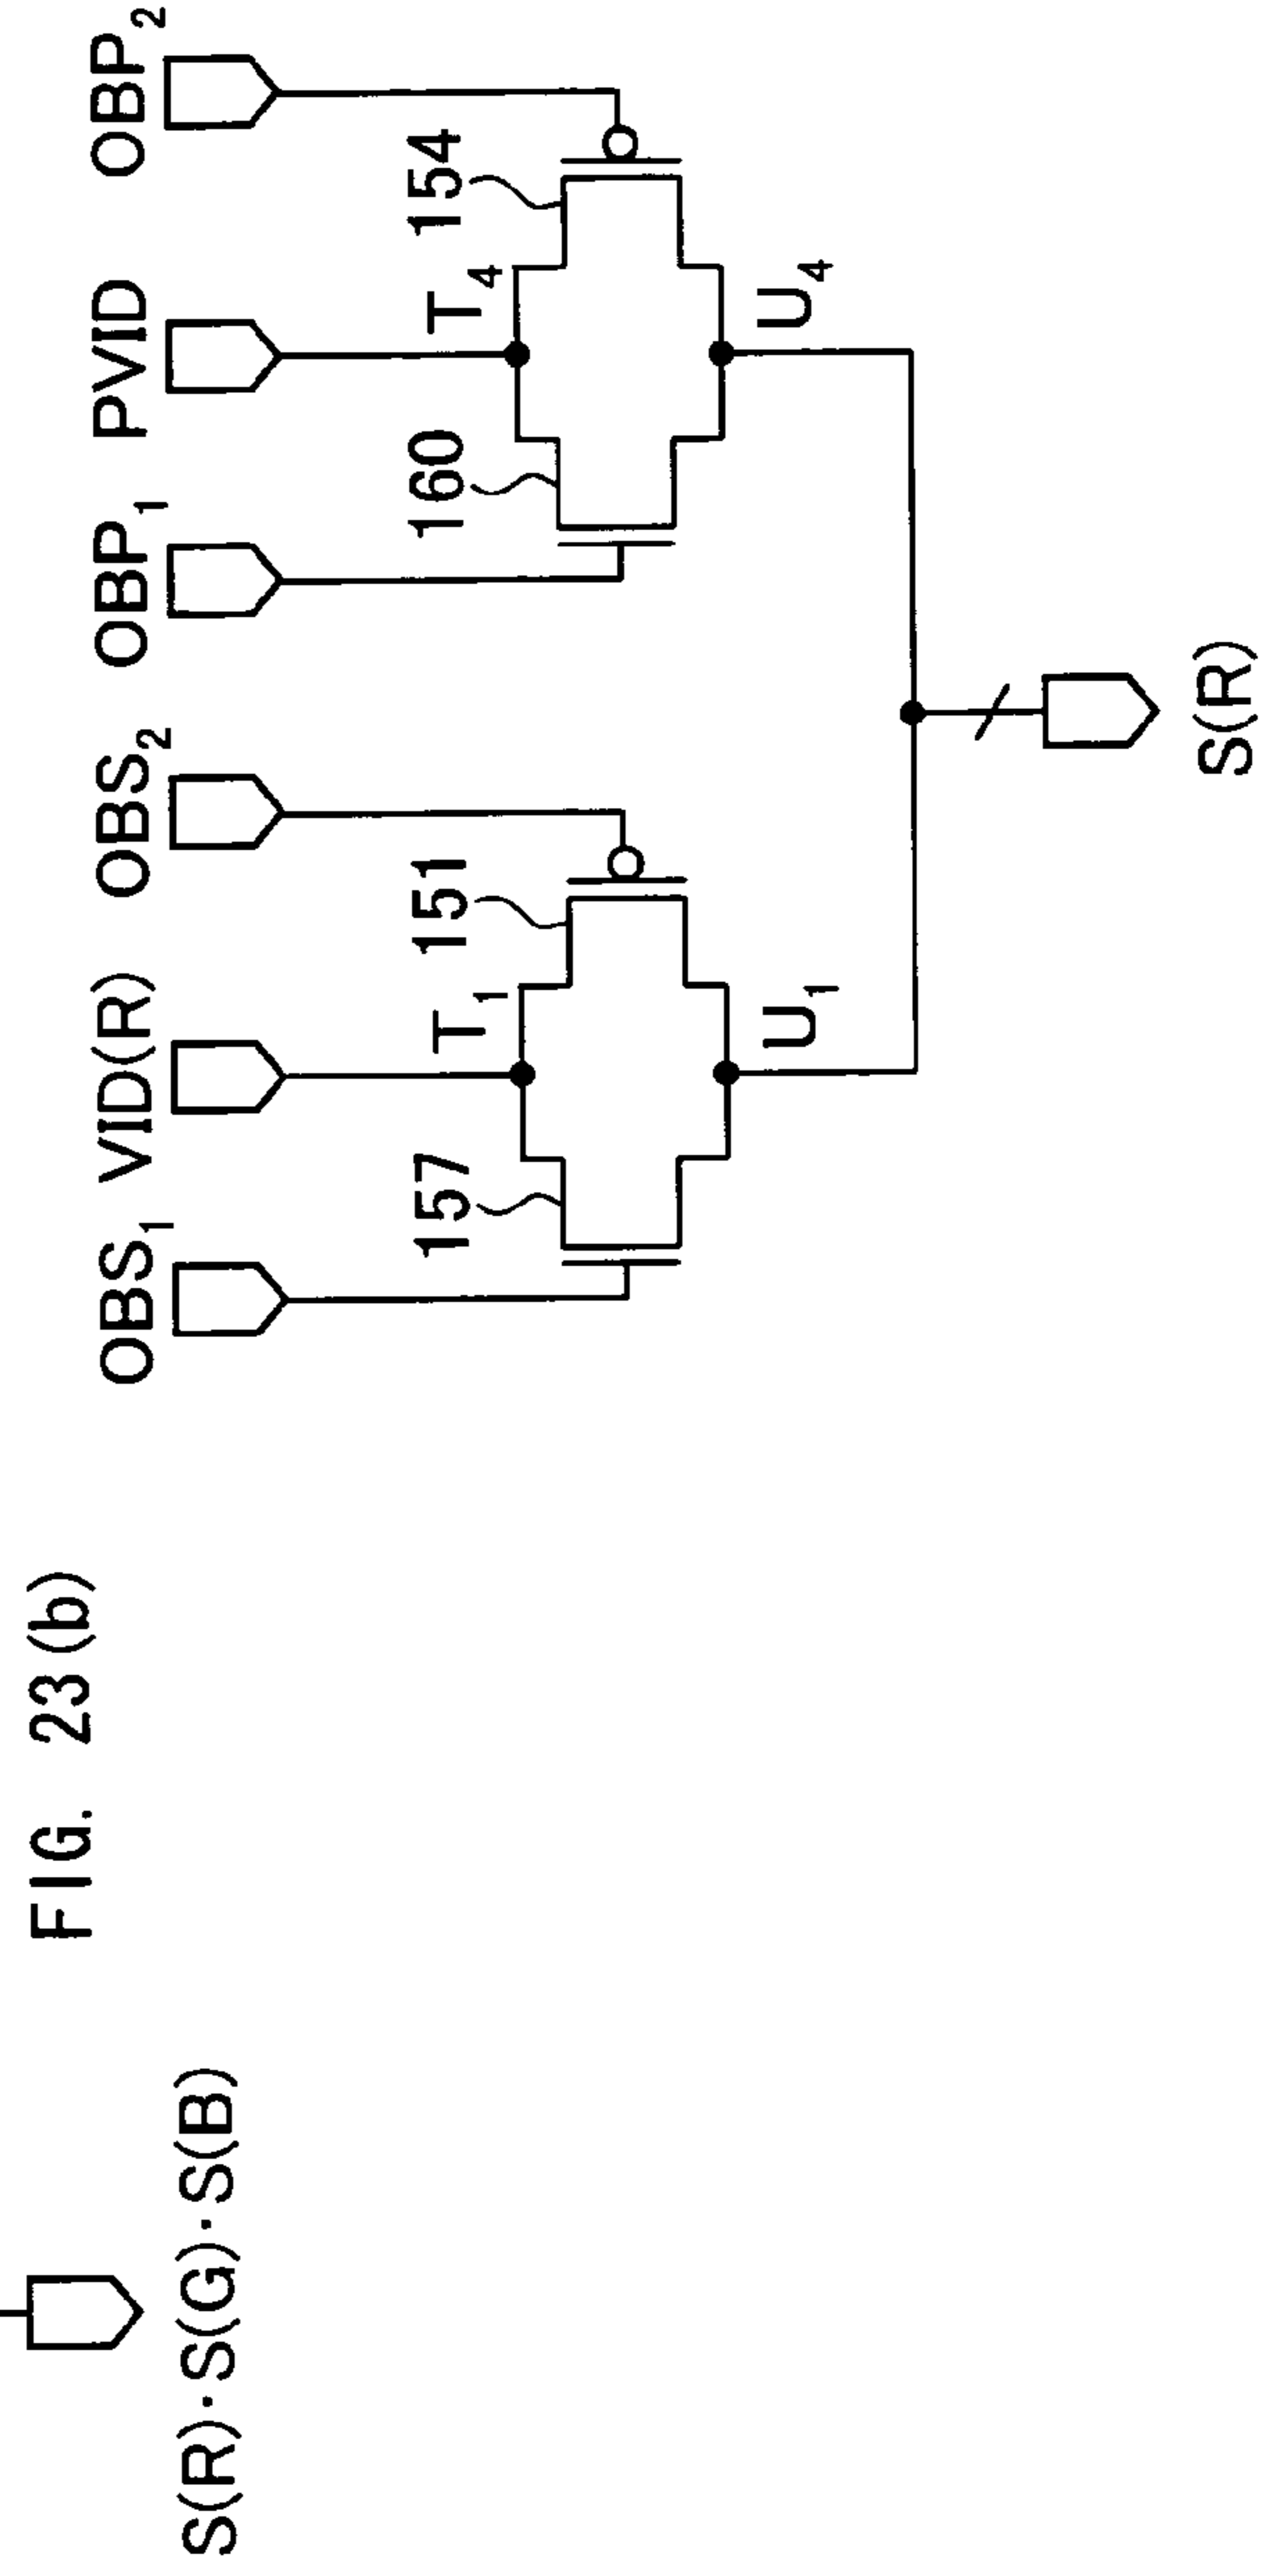 FIG. 23 (b)
OBS1 VID(R) OBS2 OBP1 PVID OBP2
157 T1 151 160 T4 154
U1 U4
S(R)
S(R)・S(G)・S(B)